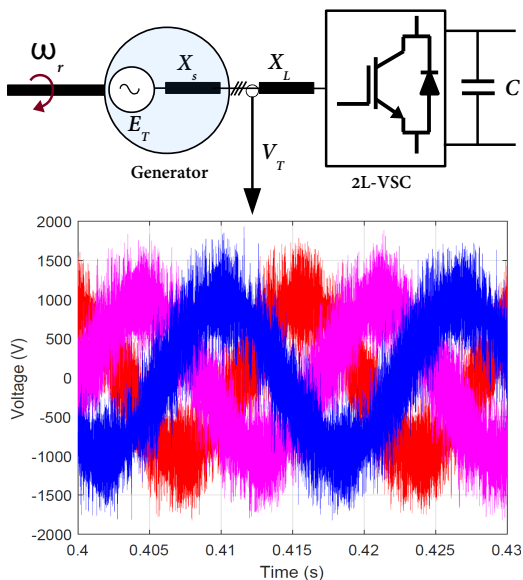 ω r
X s
X L
E T
C
V T
Generator
2L-VSC
2000
1500
1000
500
0
-500
-1000
-1500
-2000
Voltage (V)
0.4 0.405 0.41 0.415 0.42 0.425 0.43
Time (s)